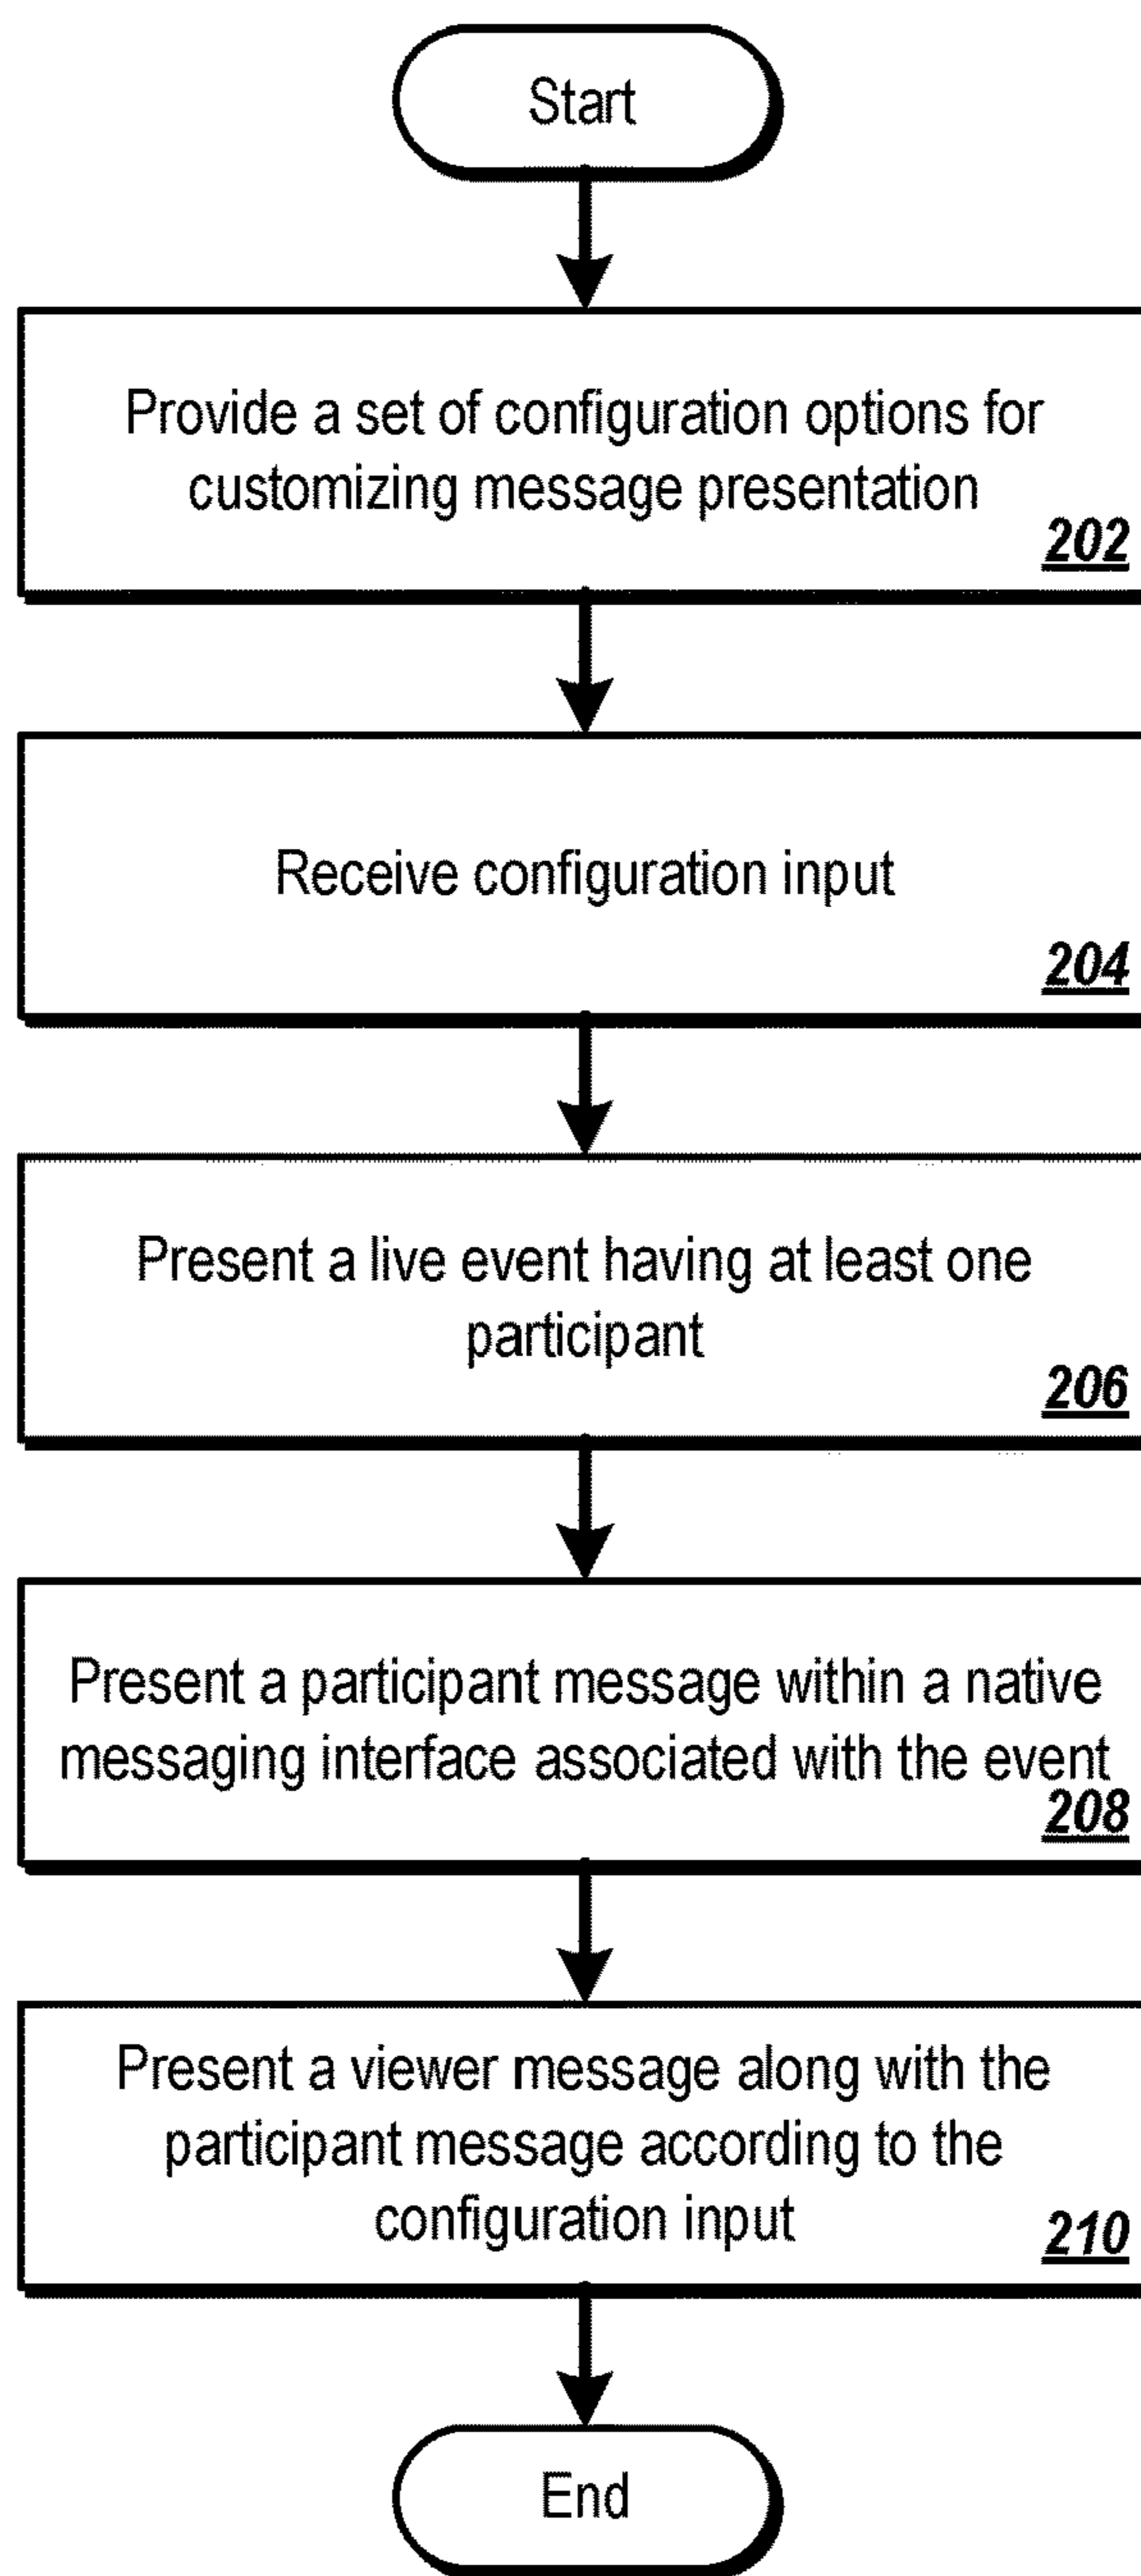 Start
Provide a set of configuration options for
customizing message presentation
202
Receive configuration input
204
Present a live event having at least one
participant
206
Present a participant message within a native
messaging interface associated with the event
208
Present a viewer message along with the
participant message according to the
configuration input
210
End